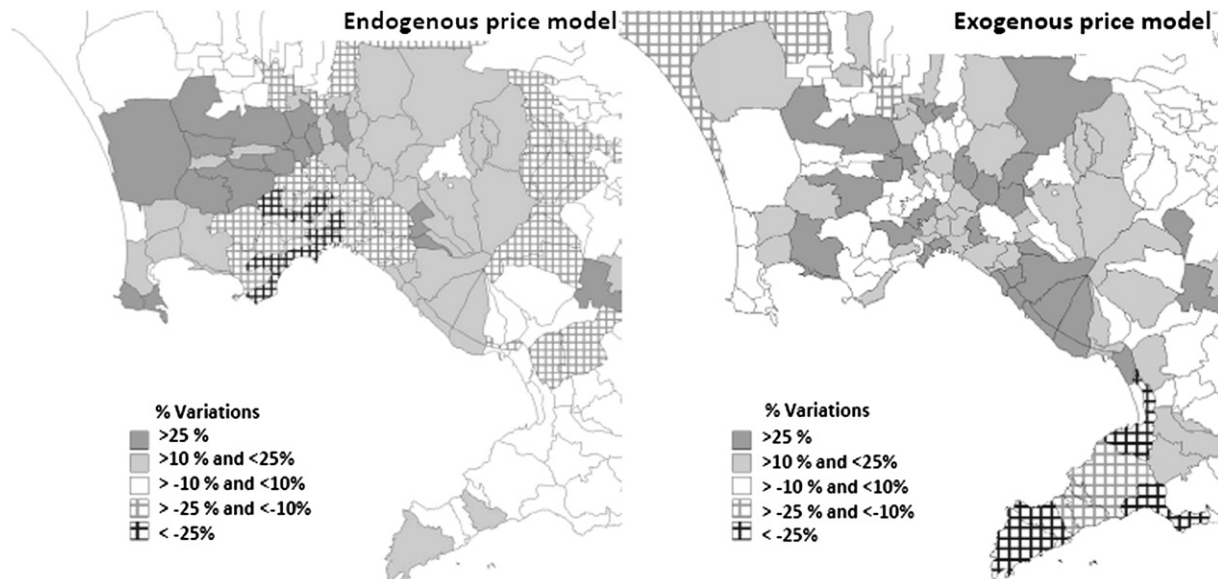 Endogenous price model
% Variations
>25 %
>10 % and <25%
> -10 % and <10%
> -25 % and <-10%
< -25%
Exogenous price model
% Variations
>25 %
>10 % and <25%
> -10 % and <10%
> -25 % and <-10%
< -25%